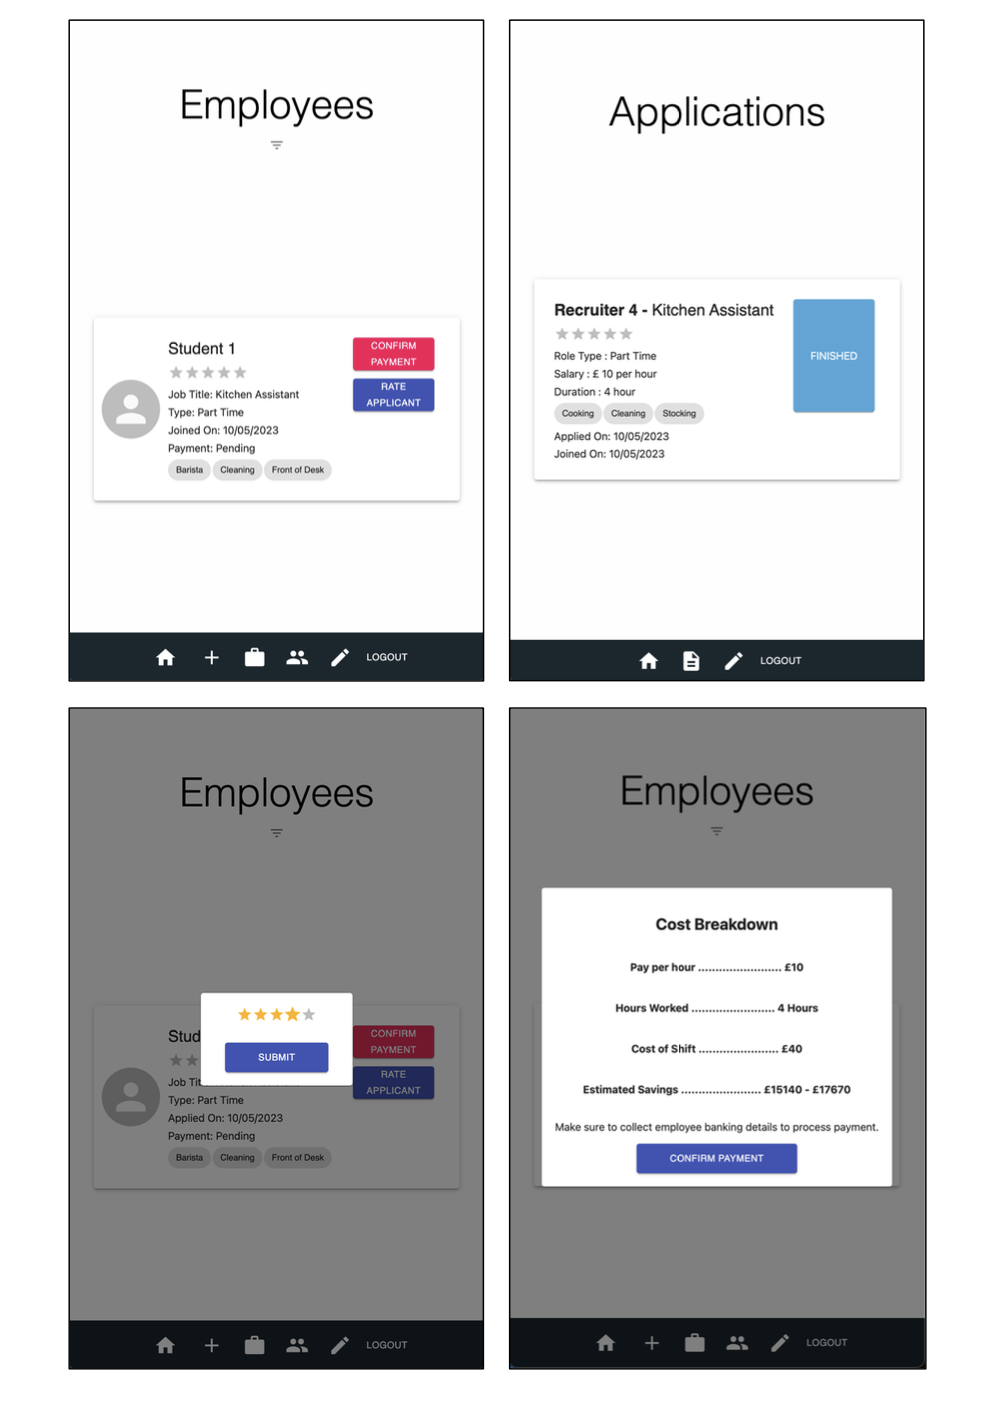 Employees
Student 1
CONFIRM
PAYMENT
RATE
APPLICANT
Job Title: Kitchen Assistant
Type: Part Time
Joined On: 10/05/2023
Payment: Pending
Barista Cleaning Front of Desk
LOGOUT
Applications
Recruiter 4 - Kitchen Assistant
FINISHED
Role Type : Part Time
Salary : £ 10 per hour
Duration : 4 hour
Cooking Cleaning Stocking
Applied On: 10/05/2023
Joined On: 10/05/2023
LOGOUT
Employees
Stud
SUBMIT
CONFIRM
PAYMENT
RATE
APPLICANT
Job Tit
Type: Part Time
Applied On: 10/05/2023
Payment: Pending
Barista Cleaning Front of Desk
LOGOUT
Employees
Cost Breakdown
Pay per hour ......................... £10
Hours Worked ......................... 4 Hours
Cost of Shift ........................ £40
Estimated Savings ........................ £15140 - £17670
Make sure to collect employee banking details to process payment.
CONFIRM PAYMENT
LOGOUT